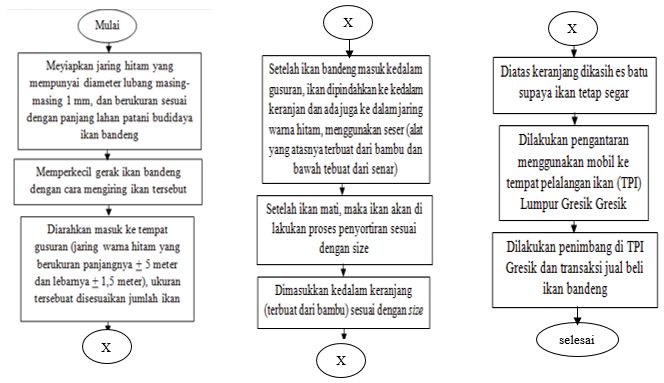 Mulai
Meyiapkan jaring hitam yang
mempunyai diameter lubang masing-
masing 1 mm, dan berukuran sesuai
dengan panjang lahan patani budidaya
ikan bandeng
Memperkecil gerak ikan bandeng
dengan cara mengiring ikan tersebut
Diarahkan masuk ke tempat
gusuran (jaring warna hitam yang
berukuran panjangnya ± 5 meter
dan lebarnya ± 1,5 meter), ukuran
tersebut disesuaikan jumlah ikan
X
X
Setelah ikan bandeng masuk kedalam
gusuran, ikan dipindahkan ke kedalam
keranjan dan ada juga ke dalam jaring
warna hitam, menggunakan seser (alat
yang atasnya terbuat dari bambu dan
bawah tebuat dari senar)
Setelah ikan mati, maka ikan akan di
lakukan proses penyortiran sesuai
dengan size
Dimasukkan kedalam keranjang
(terbuat dari bambu) sesuai dengan size
X
X
Diatas keranjang dikasih es batu
supaya ikan tetap segar
Dilakukan pengantaran
menggunakan mobil ke
tempat pelalangan ikan (TPI)
Lumpur Gresik Gresik
Dilakukan penimbang di TPI
Gresik dan transaksi jual beli
ikan bandeng
selesai